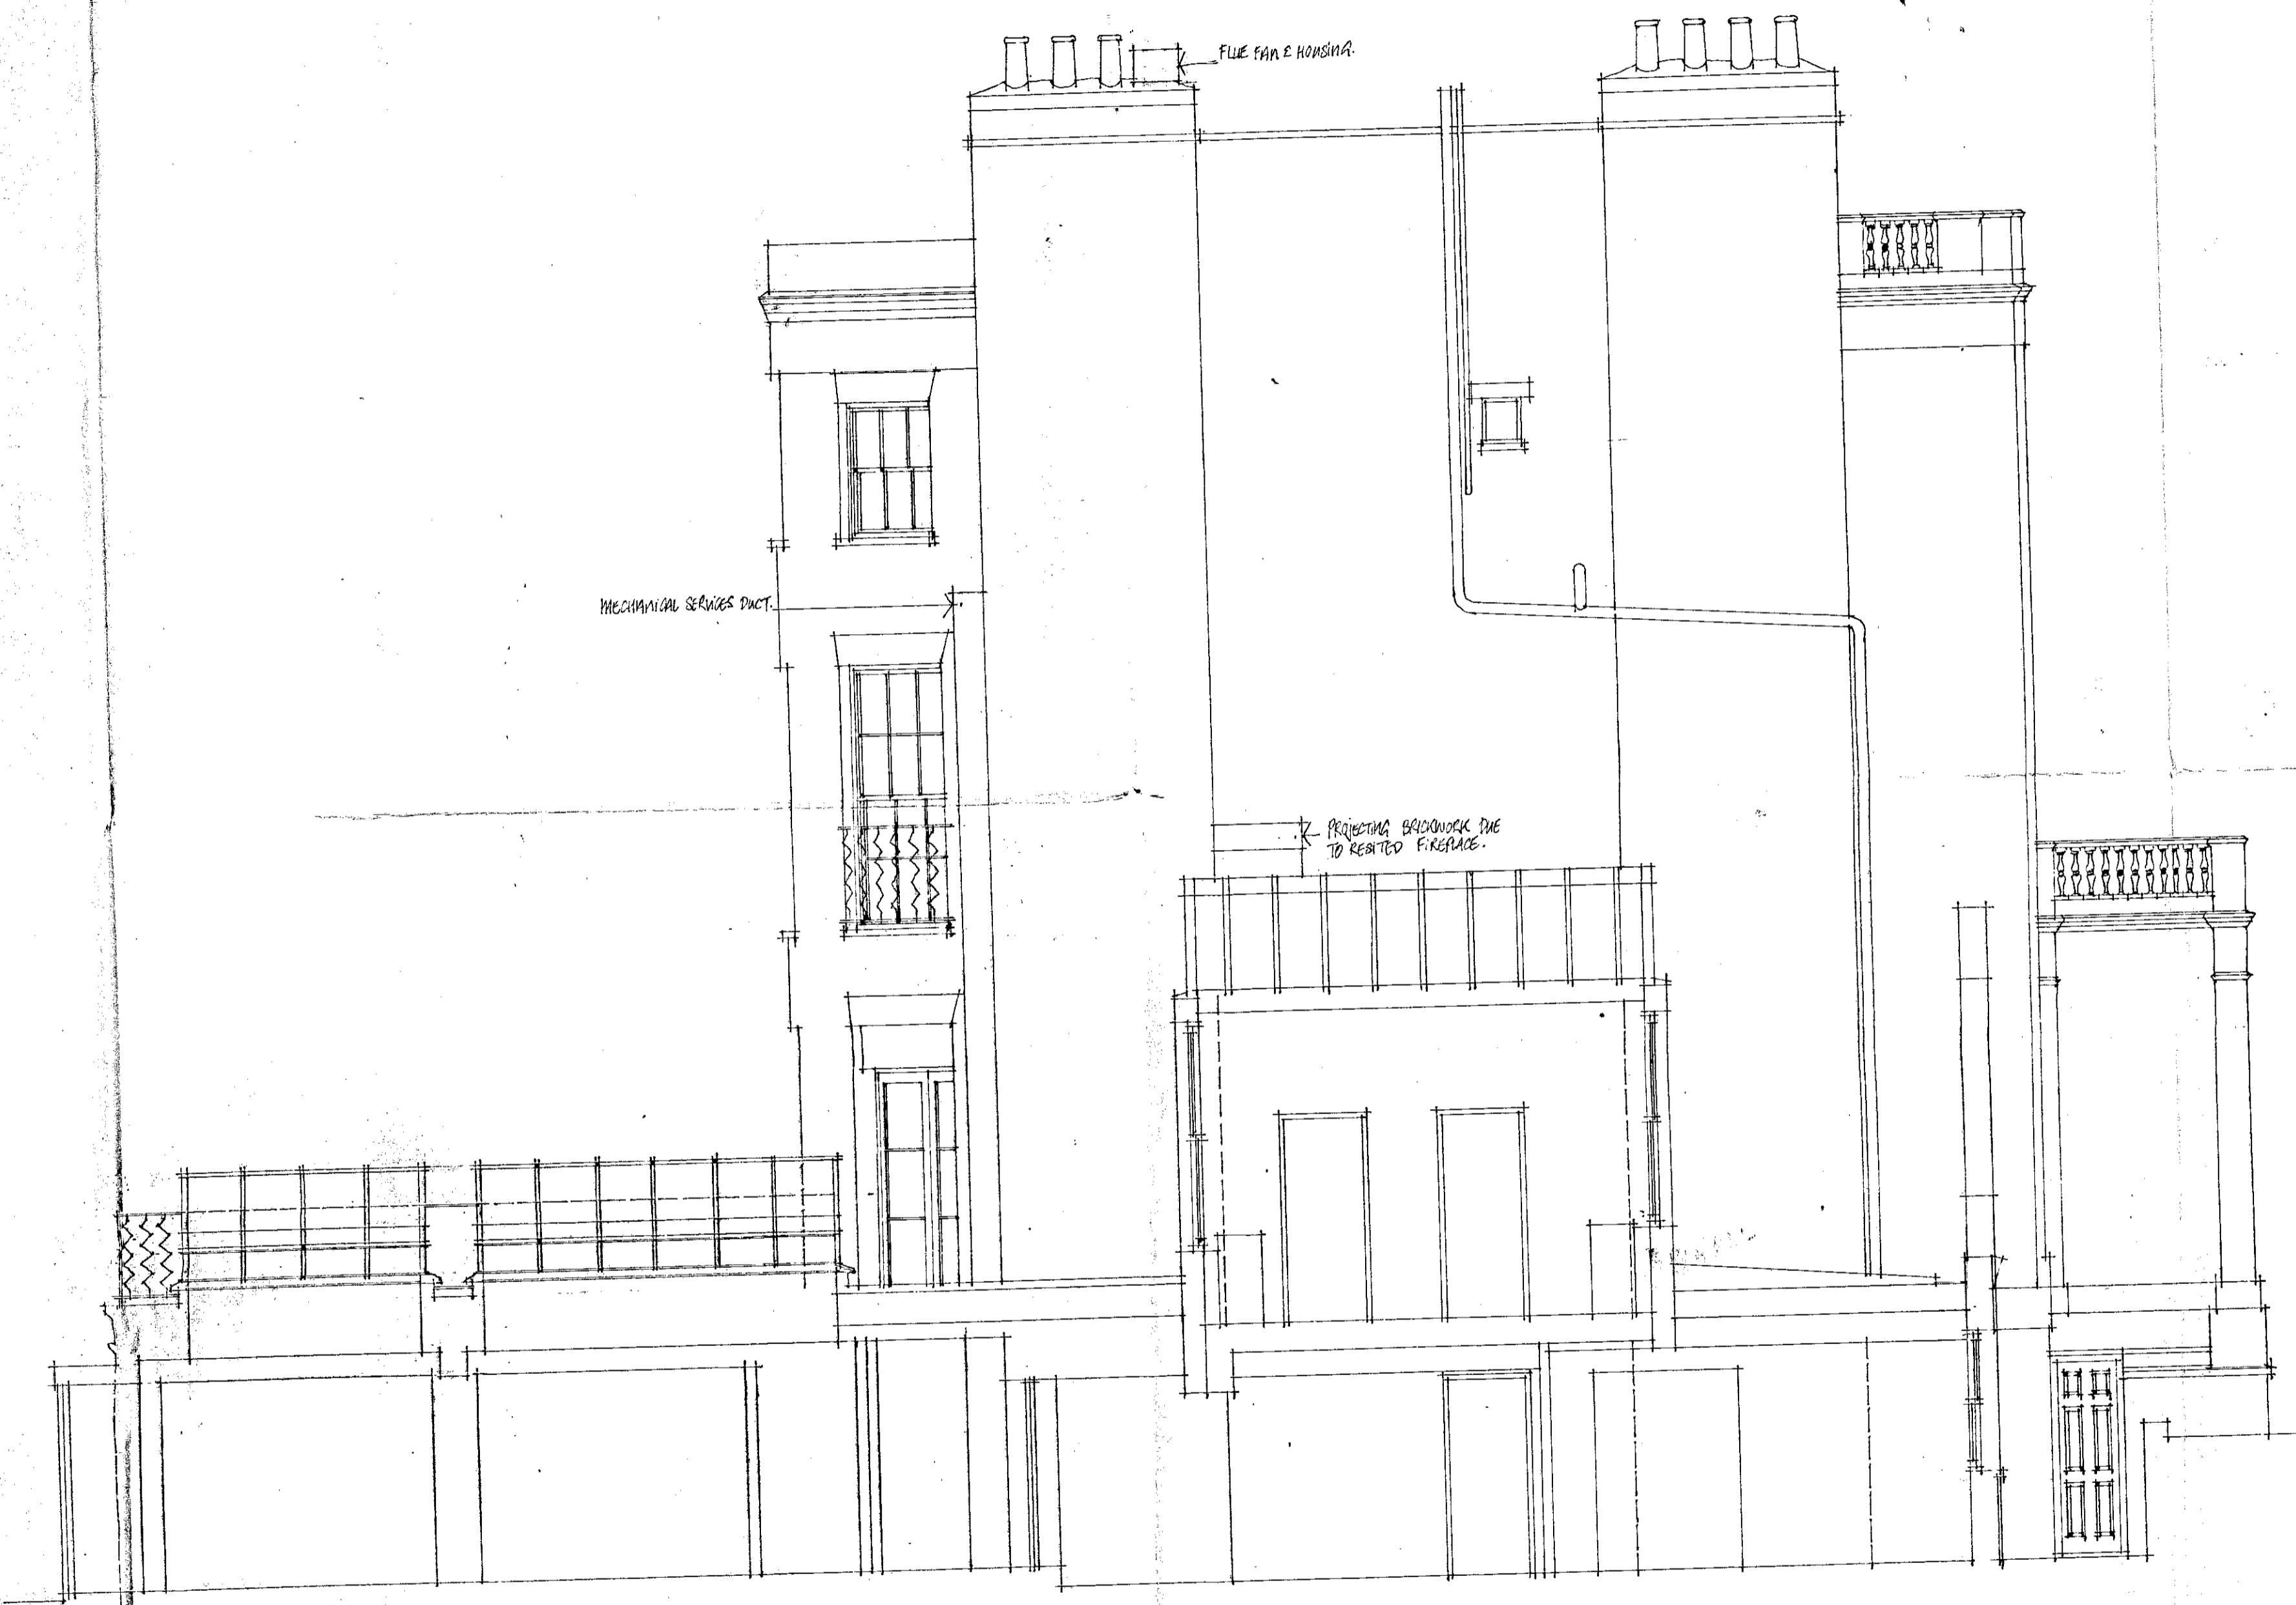 FLUE FAN & HOUSING.
MECHANICAL SERVICES DUCT.
PROJECTING BRICKWORK DUE
TO RESITED FIREPLACE.